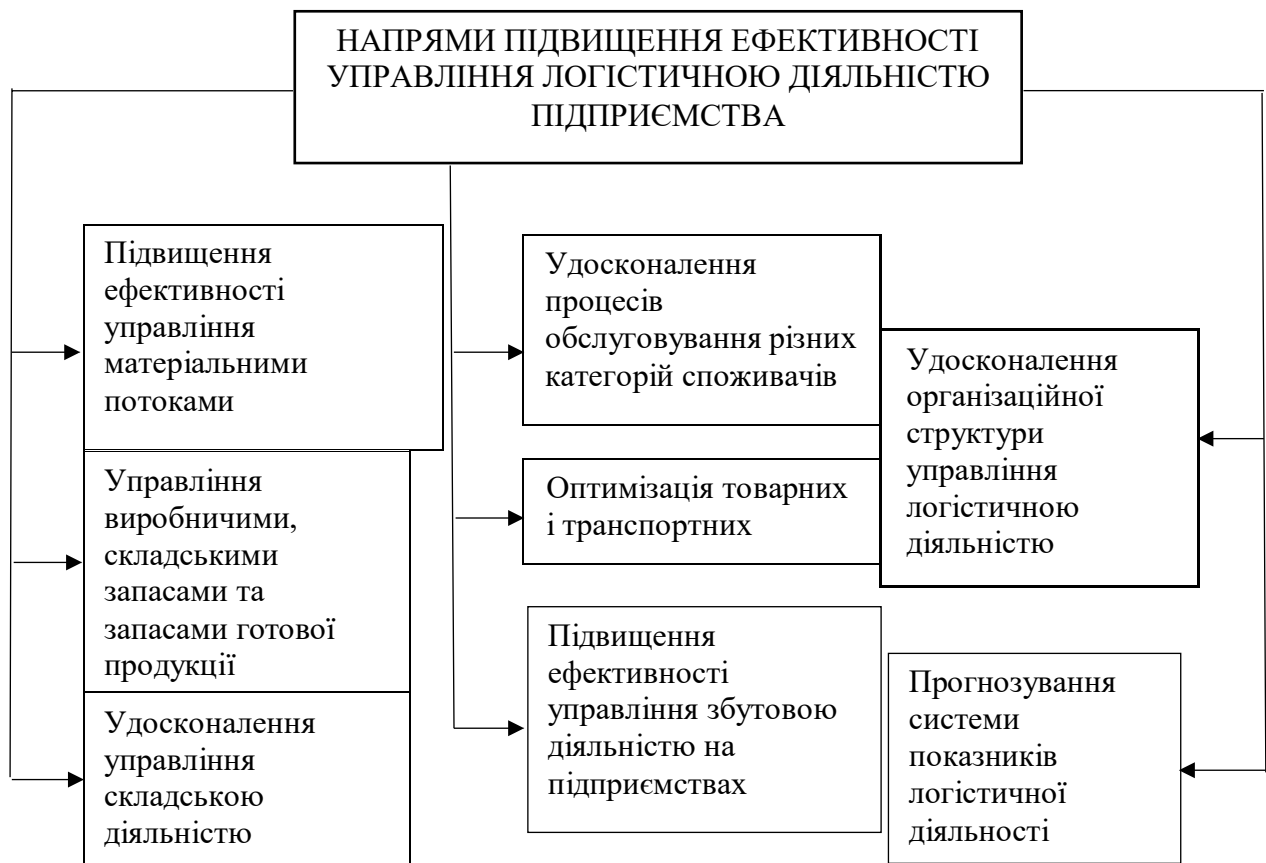 НАПРЯМИ ПІДВИЩЕННЯ ЕФЕКТИВНОСТІ
УПРАВЛІННЯ ЛОГІСТИЧНОЮ ДІЯЛЬНІСТЮ
ПІДПРИЄМСТВА
Підвищення
ефективності
управління
матеріальними
потоками
Управління
виробничими,
складськими
запасами та
запасами готової
продукції
Удосконалення
управління
складською
діяльністю
Удосконалення
процесів
обслуговування різних
категорій споживачів
Оптимізація товарних
і транспортних
Підвищення
ефективності
управління збутовою
діяльністю на
підприємствах
Удосконалення
організаційної
структури
управління
логістичною
діяльністю
Прогнозування
системи
показників
логістичної
діяльності